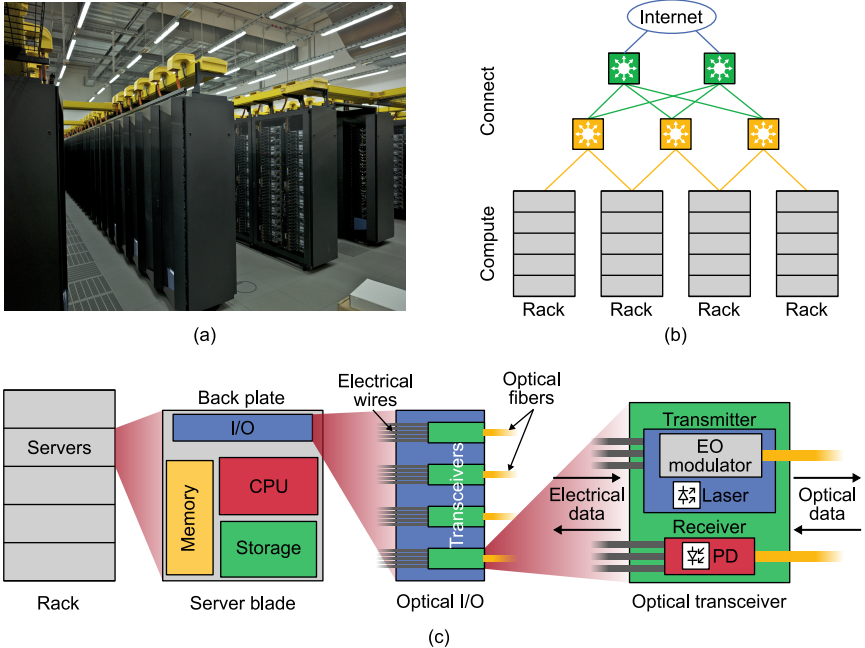 Internet
Connect
Compute
Rack
Rack
Rack
Rack
(a)
(b)
Servers
Rack
Back plate
I/O
Memory
CPU
Storage
Server blade
Electrical
wires
Optical
fibers
Transceivers
Optical I/O
Electrical
data
Transmitter
EO
modulator
Laser
Receiver
PD
Optical transceiver
Optical
data
(c)